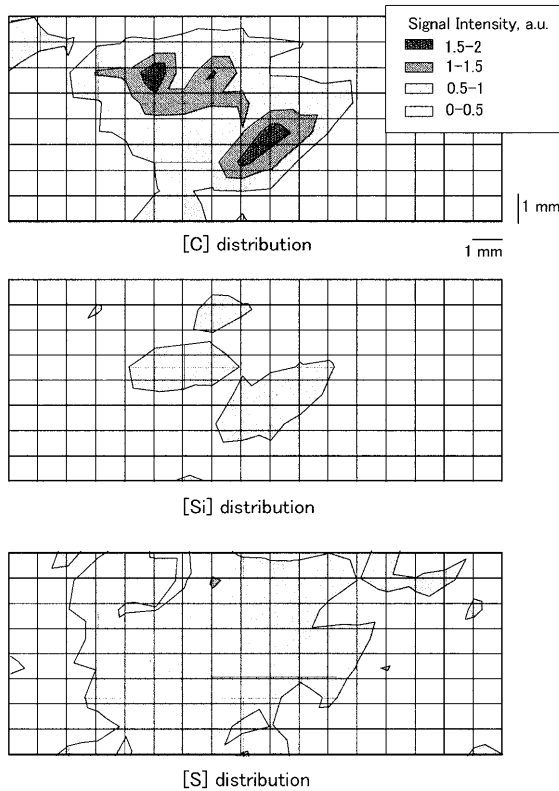 Signal Intensity, a.u.
1.5-2
1-1.5
0.5-1
0-0.5
1 mm
[C] distribution
1 mm
[Si] distribution
[S] distribution